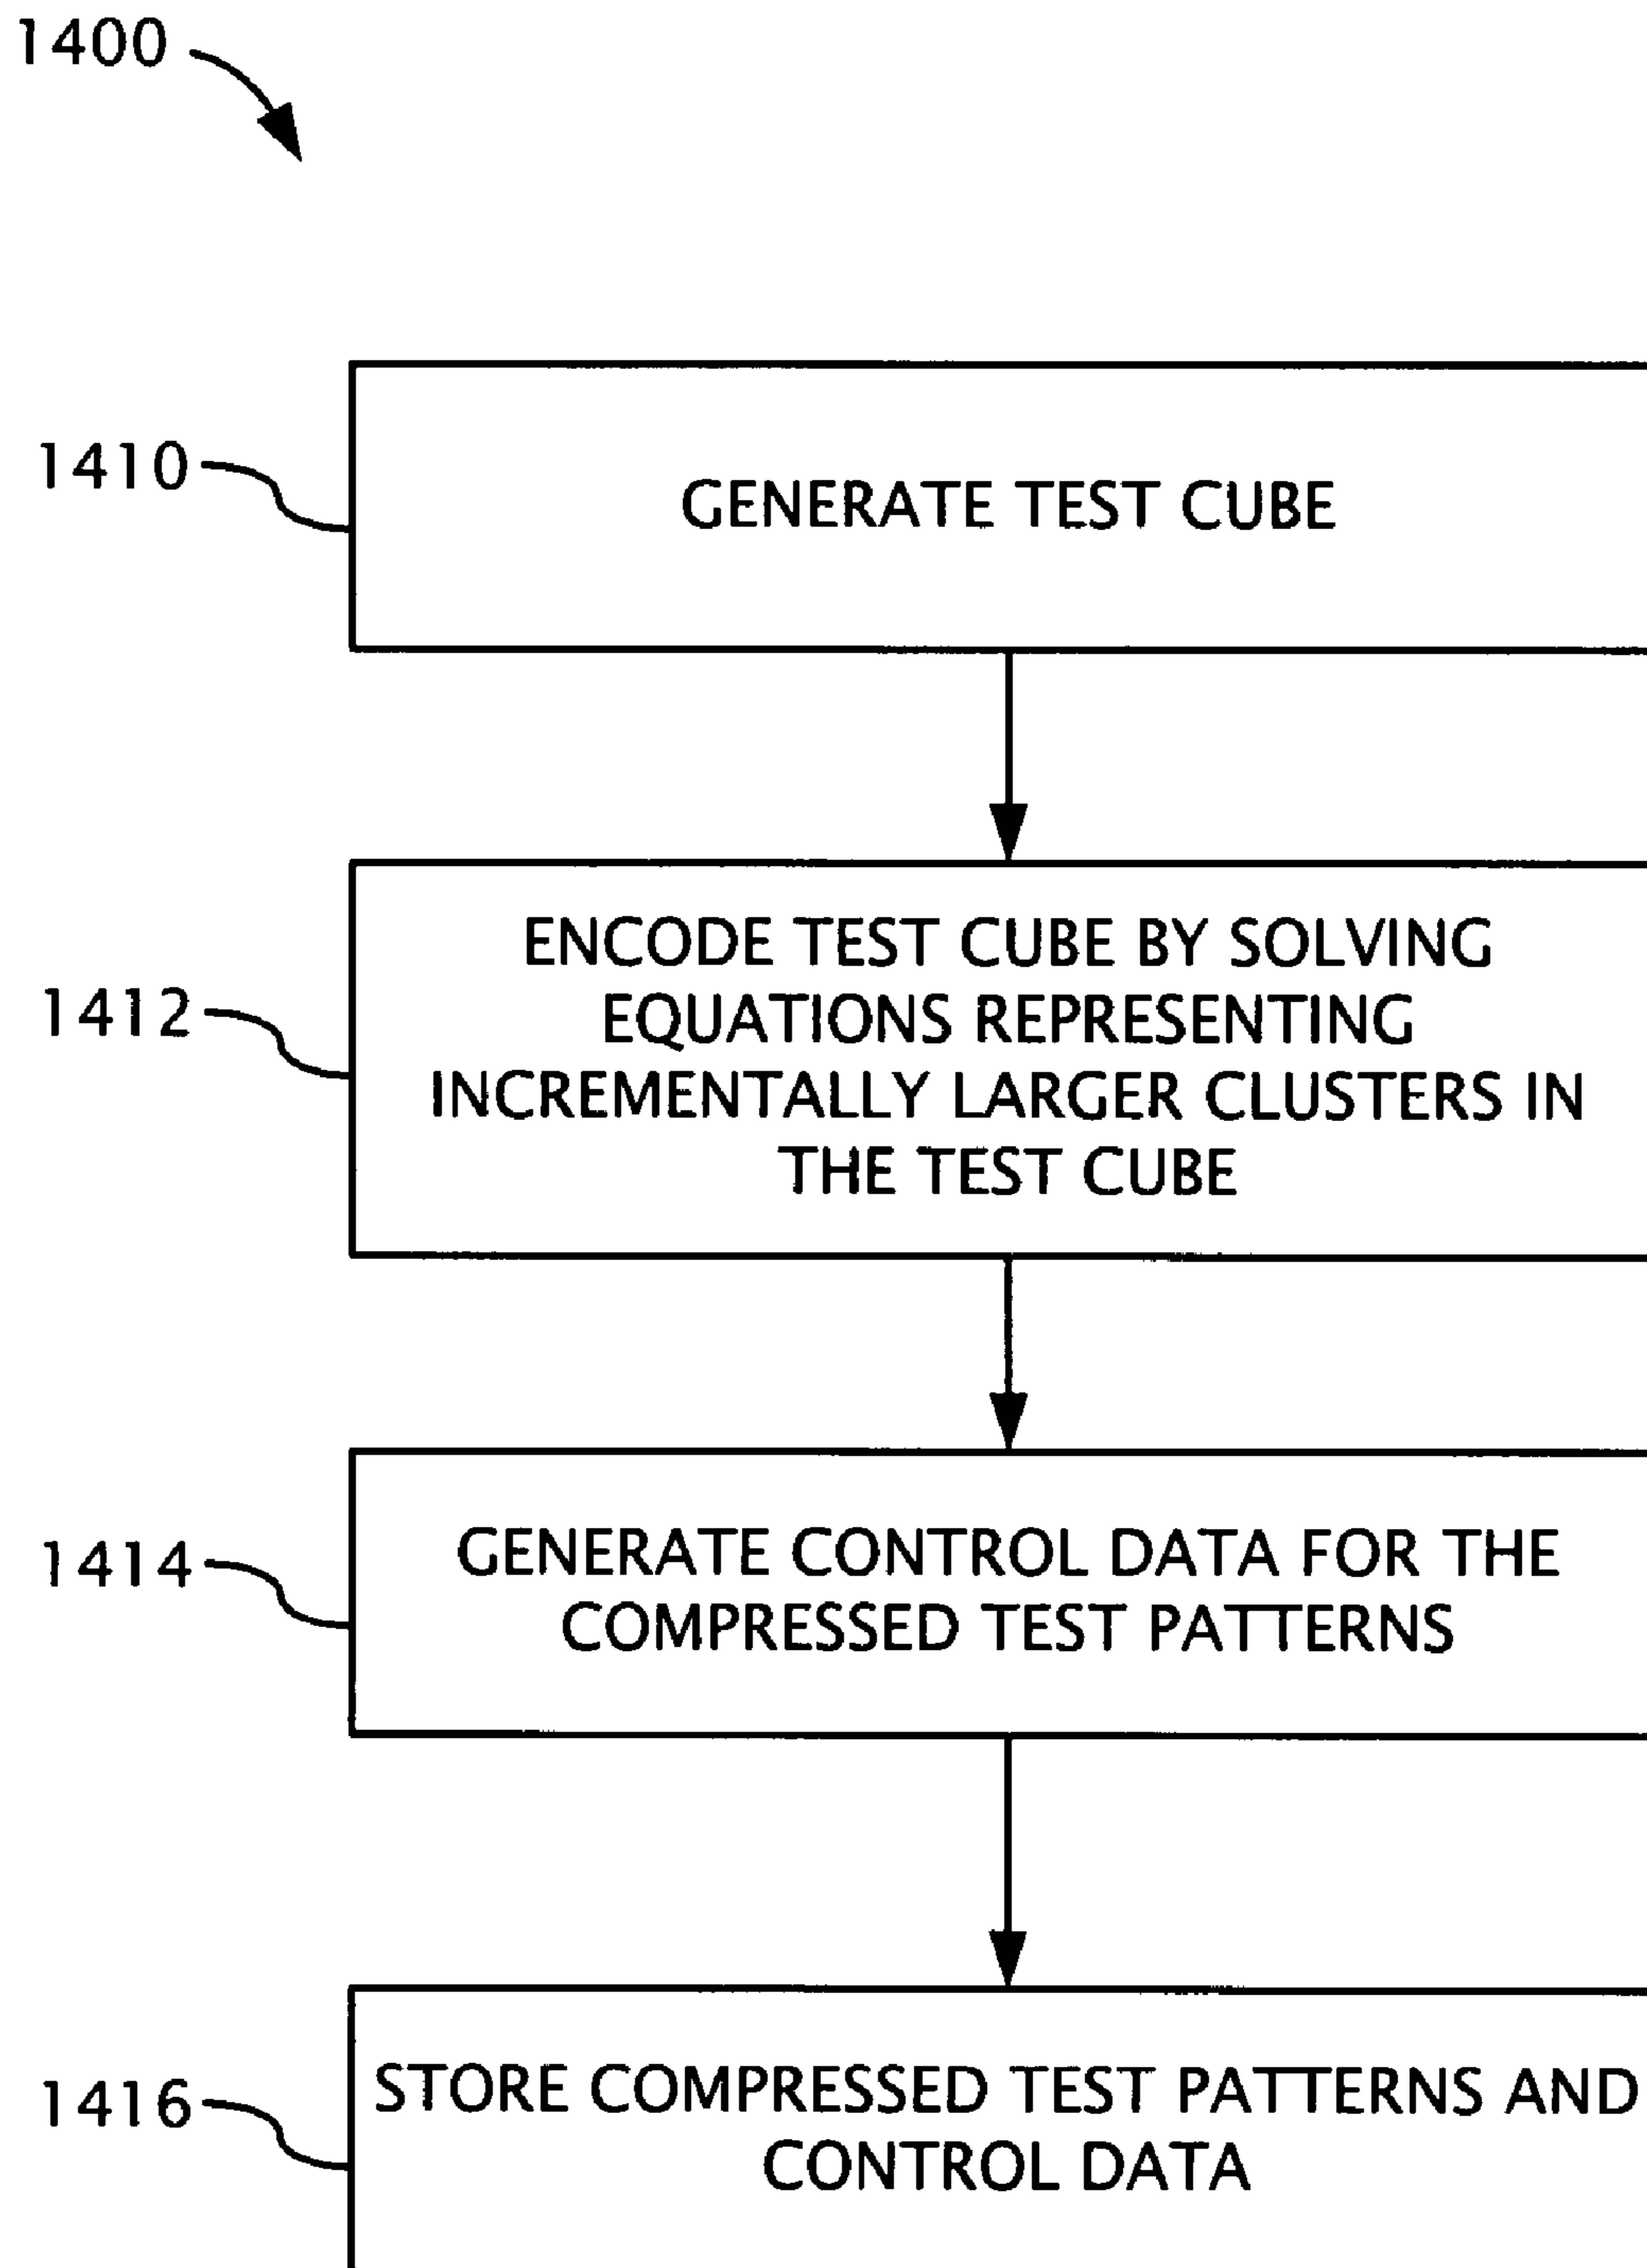 1400
1410
GENERATE TEST CUBE
1412
ENCODE TEST CUBE BY SOLVING
EQUATIONS REPRESENTING
INCREMENTALLY LARGER CLUSTERS IN
THE TEST CUBE
1414
GENERATE CONTROL DATA FOR THE
COMPRESSED TEST PATTERNS
1416
STORE COMPRESSED TEST PATTERNS AND
CONTROL DATA